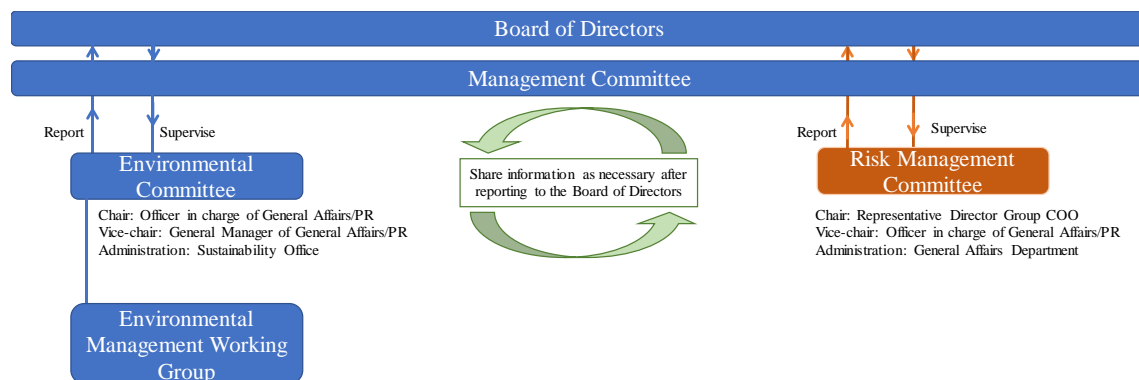 Board of Directors
Management Committee
Report
Supervise
Report
Supervise
Environmental
Committee
Share information as necessary after
reporting to the Board of Directors
Risk Management
Committee
Chair: Officer in charge of General Affairs/PR
Vice-chair: General Manager of General Affairs/PR
Administration: Sustainability Office
Chair: Representative Director Group COO
Vice-chair: Officer in charge of General Affairs/PR
Administration: General Affairs Department
Environmental
Management Working
Group